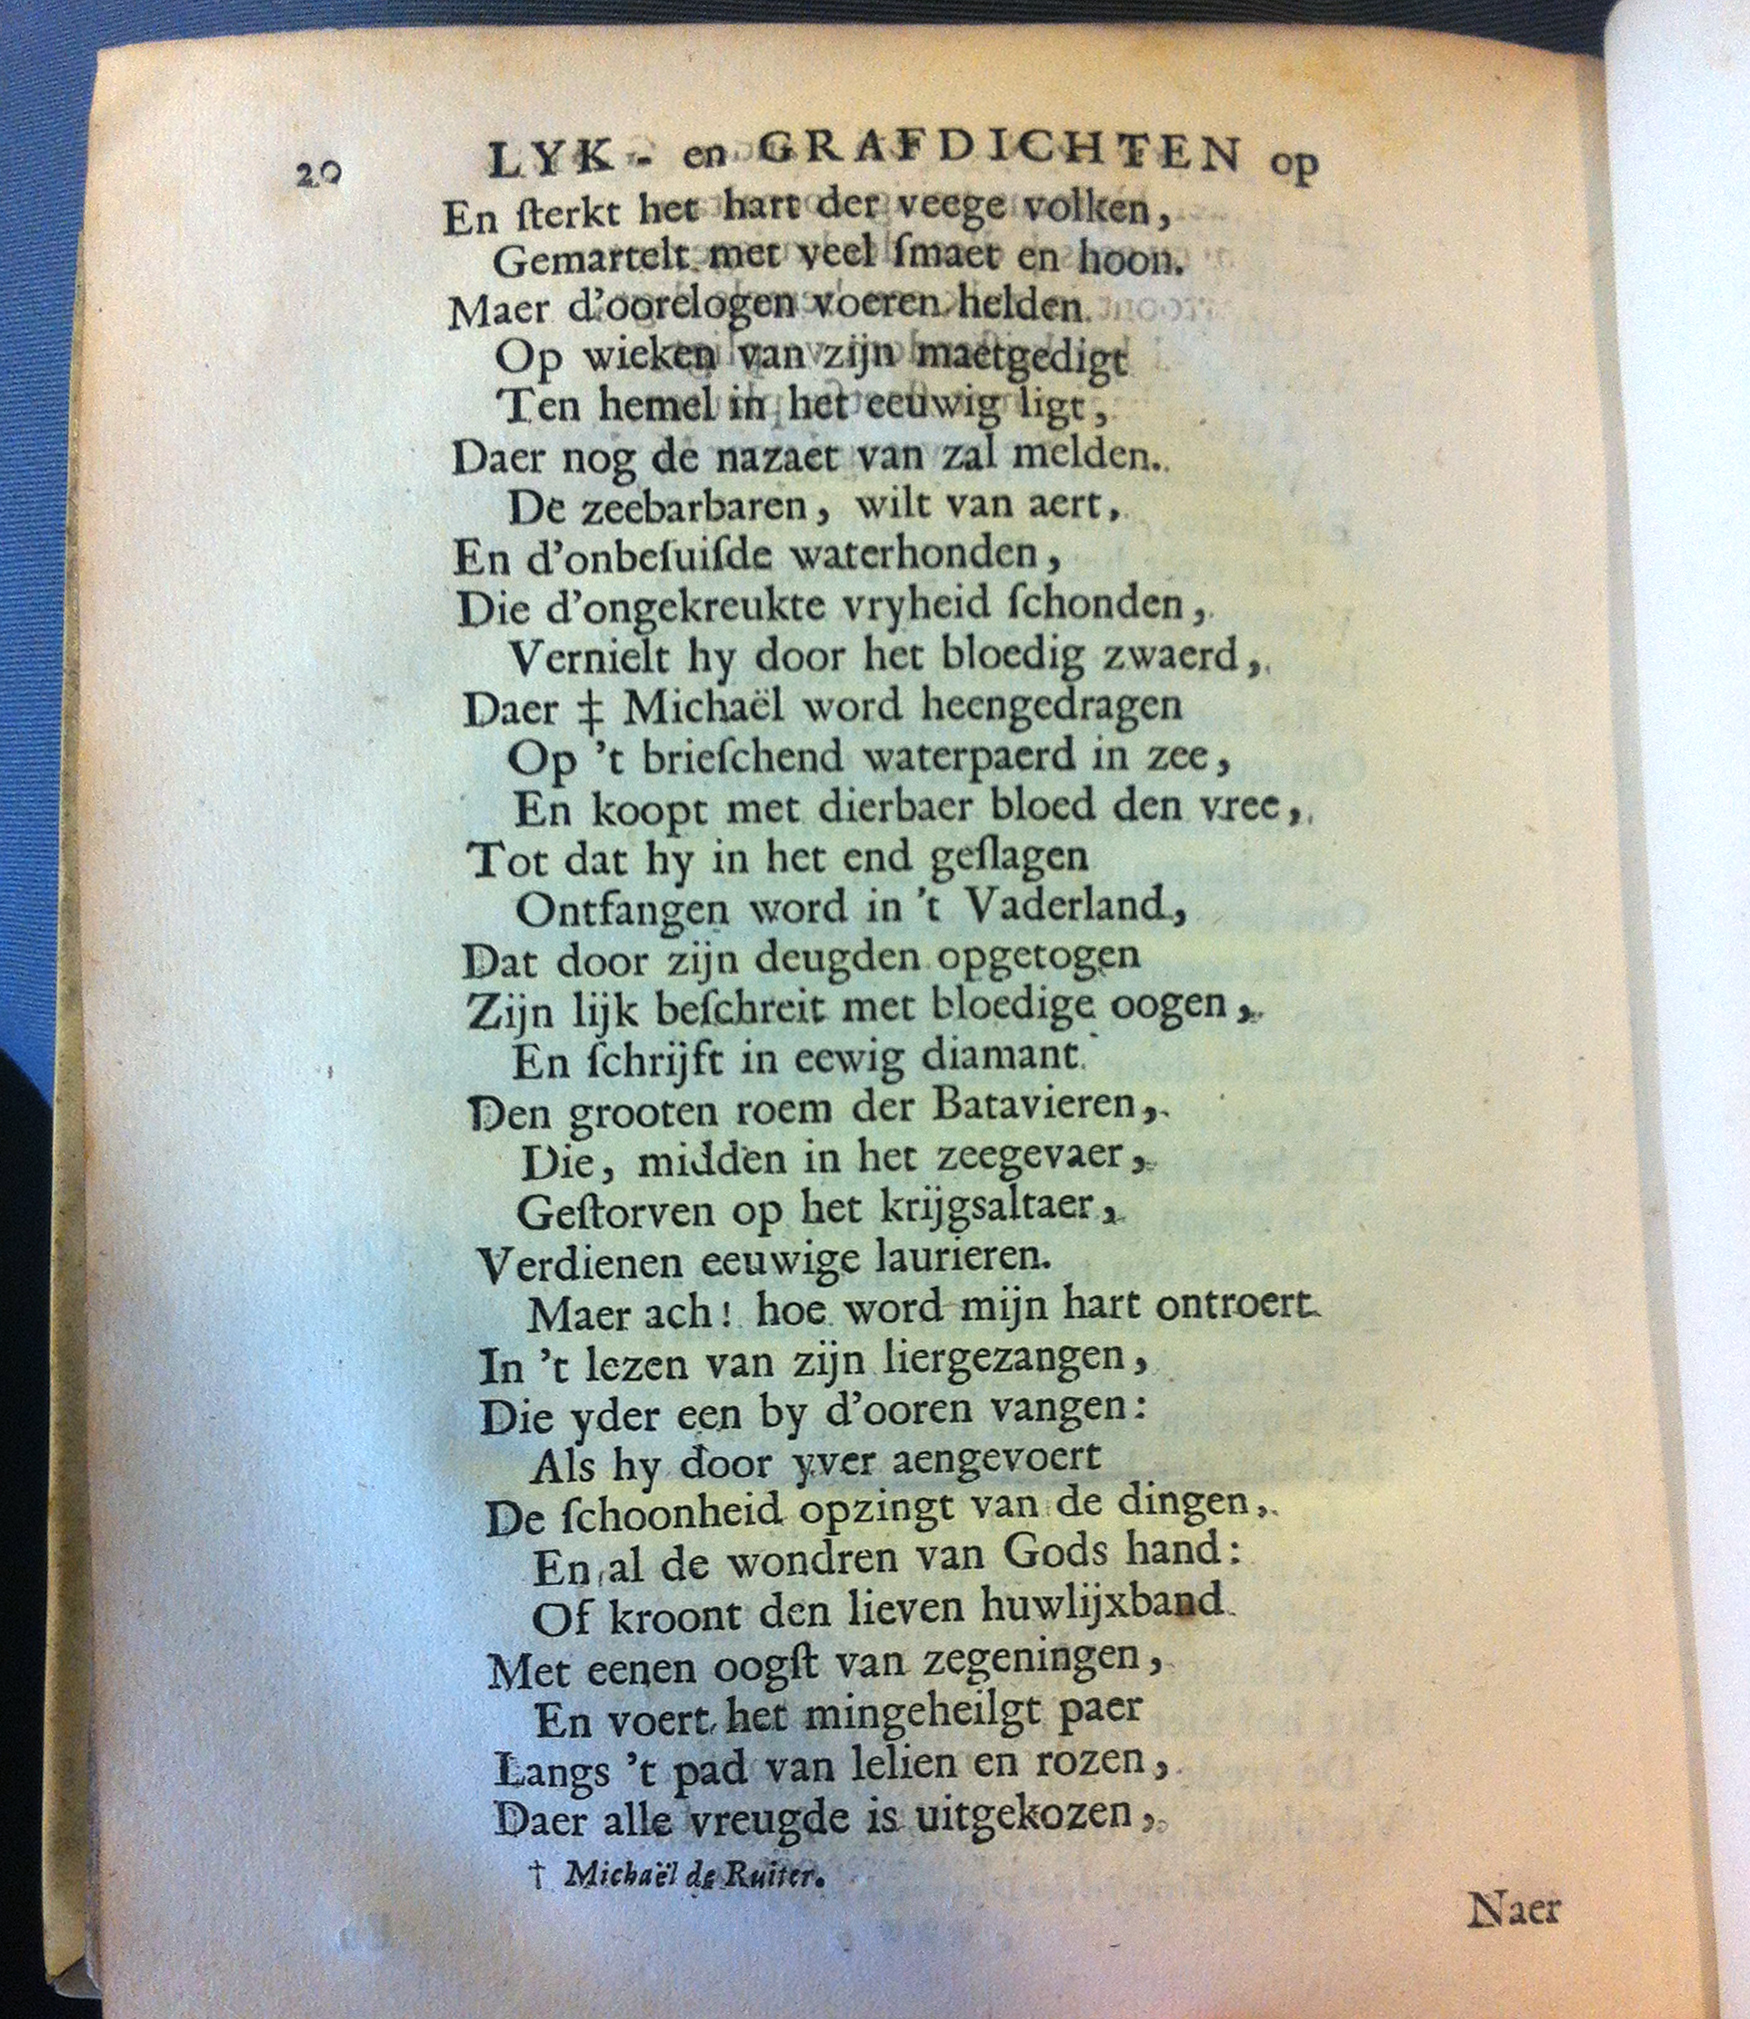 20 LYK - en GRAFDICHTEN op
En ſterkt het hart der veege volken,
Gemartelt met veel ſmaet en hoon.
Maer d'oorelogen voeren helden
Op wieken van zijn maetgedigt
Ten hemel in het eeuwig ligt,
Daer nog de nazaet van zal melden.
De zeebarbaren, wilt van aert,
En d'onbeſuiſde waterhonden,
Die d'ongekreukte vryheid ſchonden,
Vernielt hy door het bloedig zwaerd,
Daer ‡ Michaël word heengedragen
Op 't brieſchend waterpaerd in zee,
En koopt met dierbaer bloed den vree,
Tot dat hy in het end geſlagen
Ontfangen word in 't Vaderland,
Dat door zijn deugden opgetogen
Zijn lijk beſchreit met bloedige oogen,
En ſchrijft in eewig diamant
Den grooten roem der Batavieren,
Die, midden in het zeegevaer,
Geſtorven op het krijgsaltaer,
Verdienen eeuwige laurieren.
Maer ach! hoe word mijn hart ontroert
In 't lezen van zijn liergezangen,
Die yder een by d'ooren vangen:
Als hy door yver aengevoert
De ſchoonheid opzingt van de dingen,
En al de wondren van Gods hand:
Of kroont den lieven huwlijxband
Met eenen oogſt van zegeningen,
En voert het mingeheilgt paer
Langs 't pad van lelien en rozen,
Daer alle vreugde is uitgekozen,
† Michaël de Ruiter.
Naer